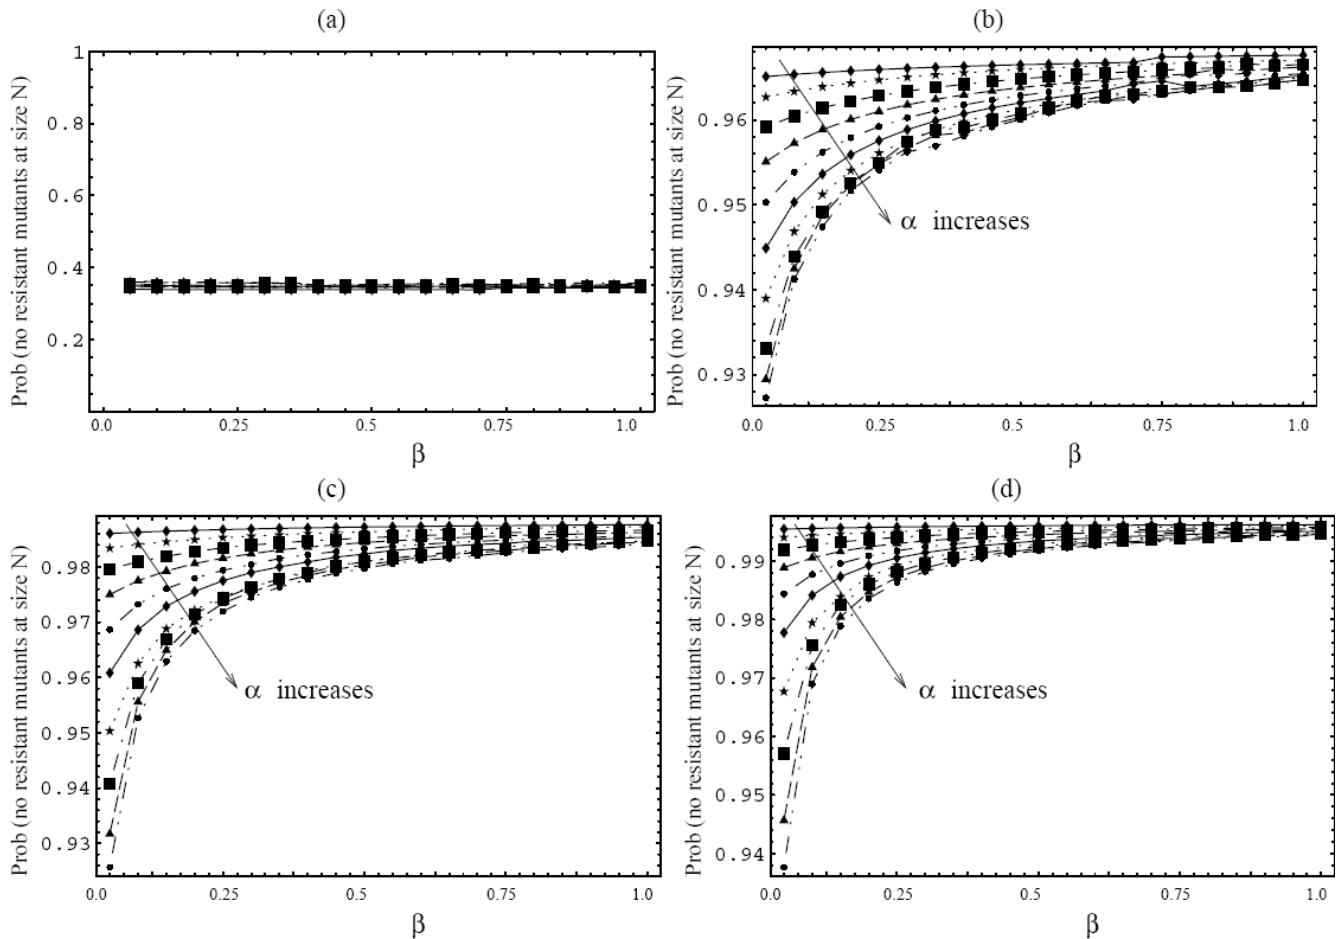 (a)
Prob (no resistant mutants at size N)
1
0.8
0.6
0.4
0.2
0.0 0.25 0.5 0.75 1.0
β
(b)
Prob (no resistant mutants at size N)
0.96
0.95
0.94
0.93
α increases
0.0 0.25 0.5 0.75 1.0
β
(c)
Prob (no resistant mutants at size N)
0.98
0.97
0.96
0.95
0.94
0.93
α increases
0.0 0.25 0.5 0.75 1.0
β
(d)
Prob (no resistant mutants at size N)
0.99
0.98
0.97
0.96
0.95
0.94
α increases
0.0 0.25 0.5 0.75 1.0
β